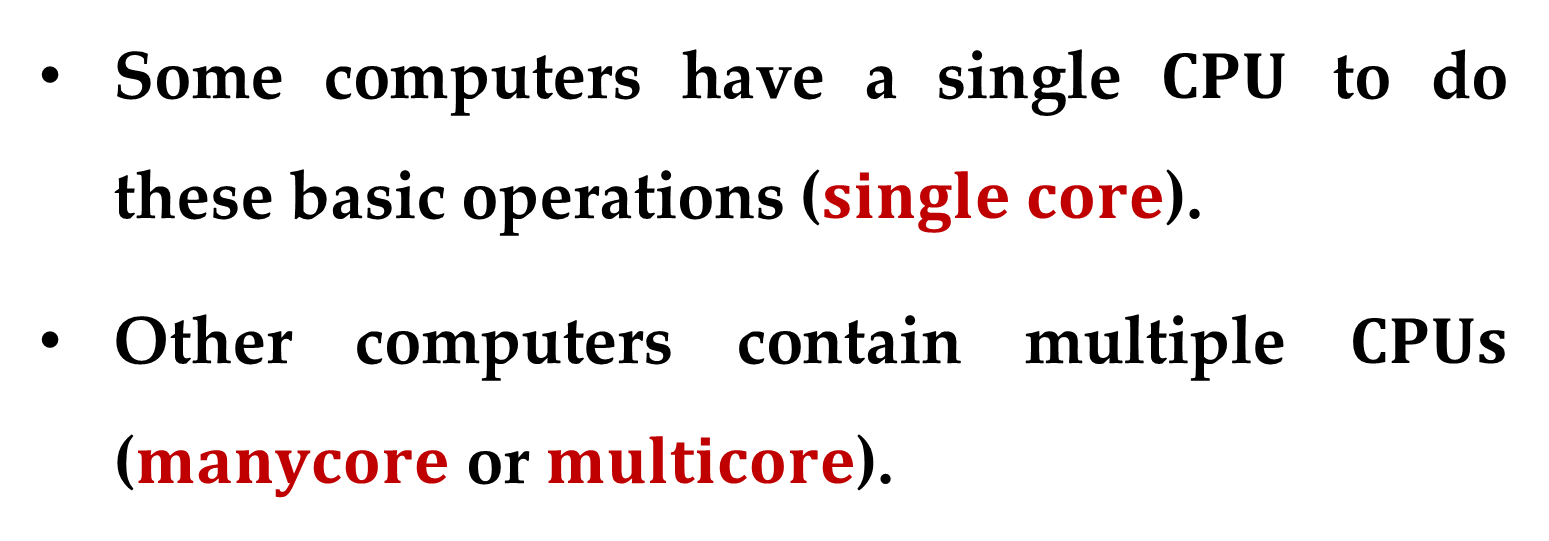 • Some computers have a single CPU to do
these basic operations (single core).
• Other computers contain multiple CPUs
(manycore or multicore).